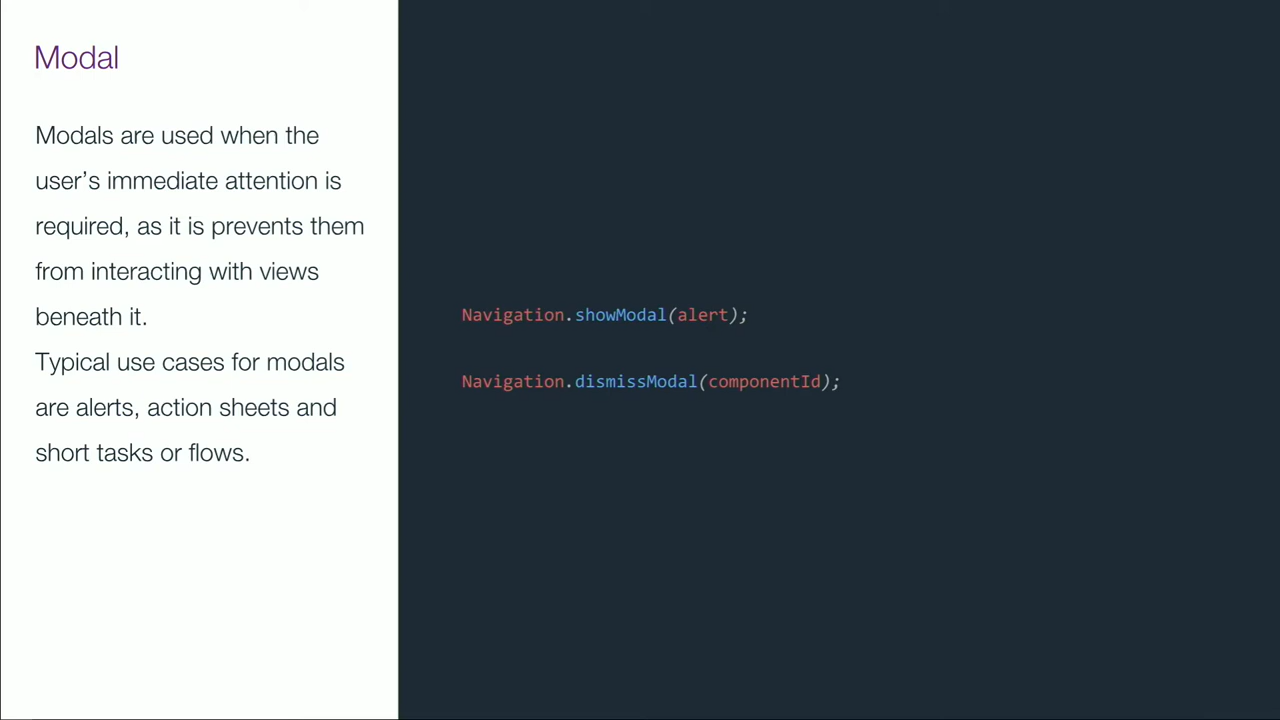 Modal
Modals are used when the
user’s immediate attention is
required, as it is prevents them
from interacting with views
beneath it.
Typical use cases for modals
are alerts, action sheets and
short tasks or flows.
Navigation.showModal(alert);
Navigation.dismissModal(componentId);